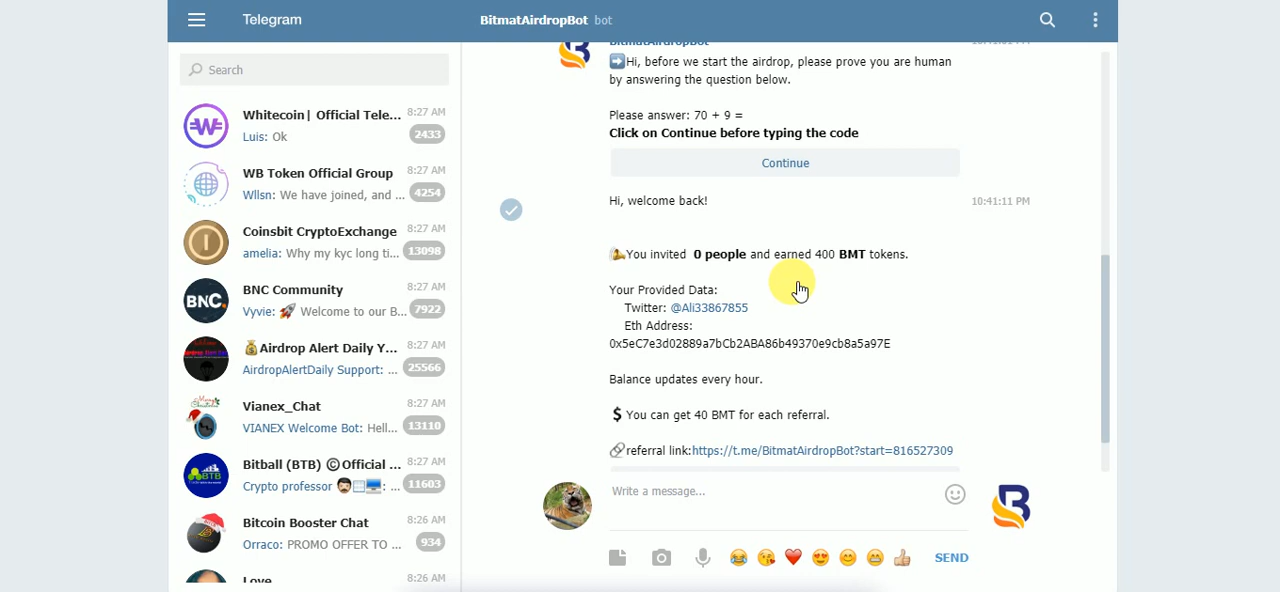 Telegram
BitmatAirdropBot bot
Search
Whitecoin| Official Tele... 8:27 AM
Luis: Ok 2433
WB Token Official Group 8:27 AM
Wllsn: We have joined, and ... 4254
Coinsbit CryptoExchange 8:27 AM
amelia: Why my kyc long ti... 13098
BNC.
BNC Community 8:27 AM
Vyvie: 🚀 Welcome to our B... 7922
💰Airdrop Alert Daily Y... 8:27 AM
AirdropAlertDaily Support: ... 25566
Vianex_Chat 8:27 AM
VIANEX Welcome Bot: Hell... 13110
BTB
Bitball (BTB) ©Official ... 8:27 AM
Crypto professor 👨🏻‍🏫: ... 11603
Bitcoin Booster Chat 8:26 AM
Orraco: PROMO OFFER TO ... 934
Love 8:26 AM
BitmatAirdropBot
➡️Hi, before we start the airdrop, please prove you are human
by answering the question below.
Please answer: 70 + 9 =
Click on Continue before typing the code
Continue
Hi, welcome back! 10:41:11 PM
You invited 0 people and earned 400 BMT tokens.
Your Provided Data:
Twitter: @Ali33867855
Eth Address:
0x5eC7e3d02889a7bCb2ABA86b49370e9cb8a5a97E
Balance updates every hour.
💲You can get 40 BMT for each referral.
🔗referral link:https://t.me/BitmatAirdropBot?start=816527309
Write a message...
SEND